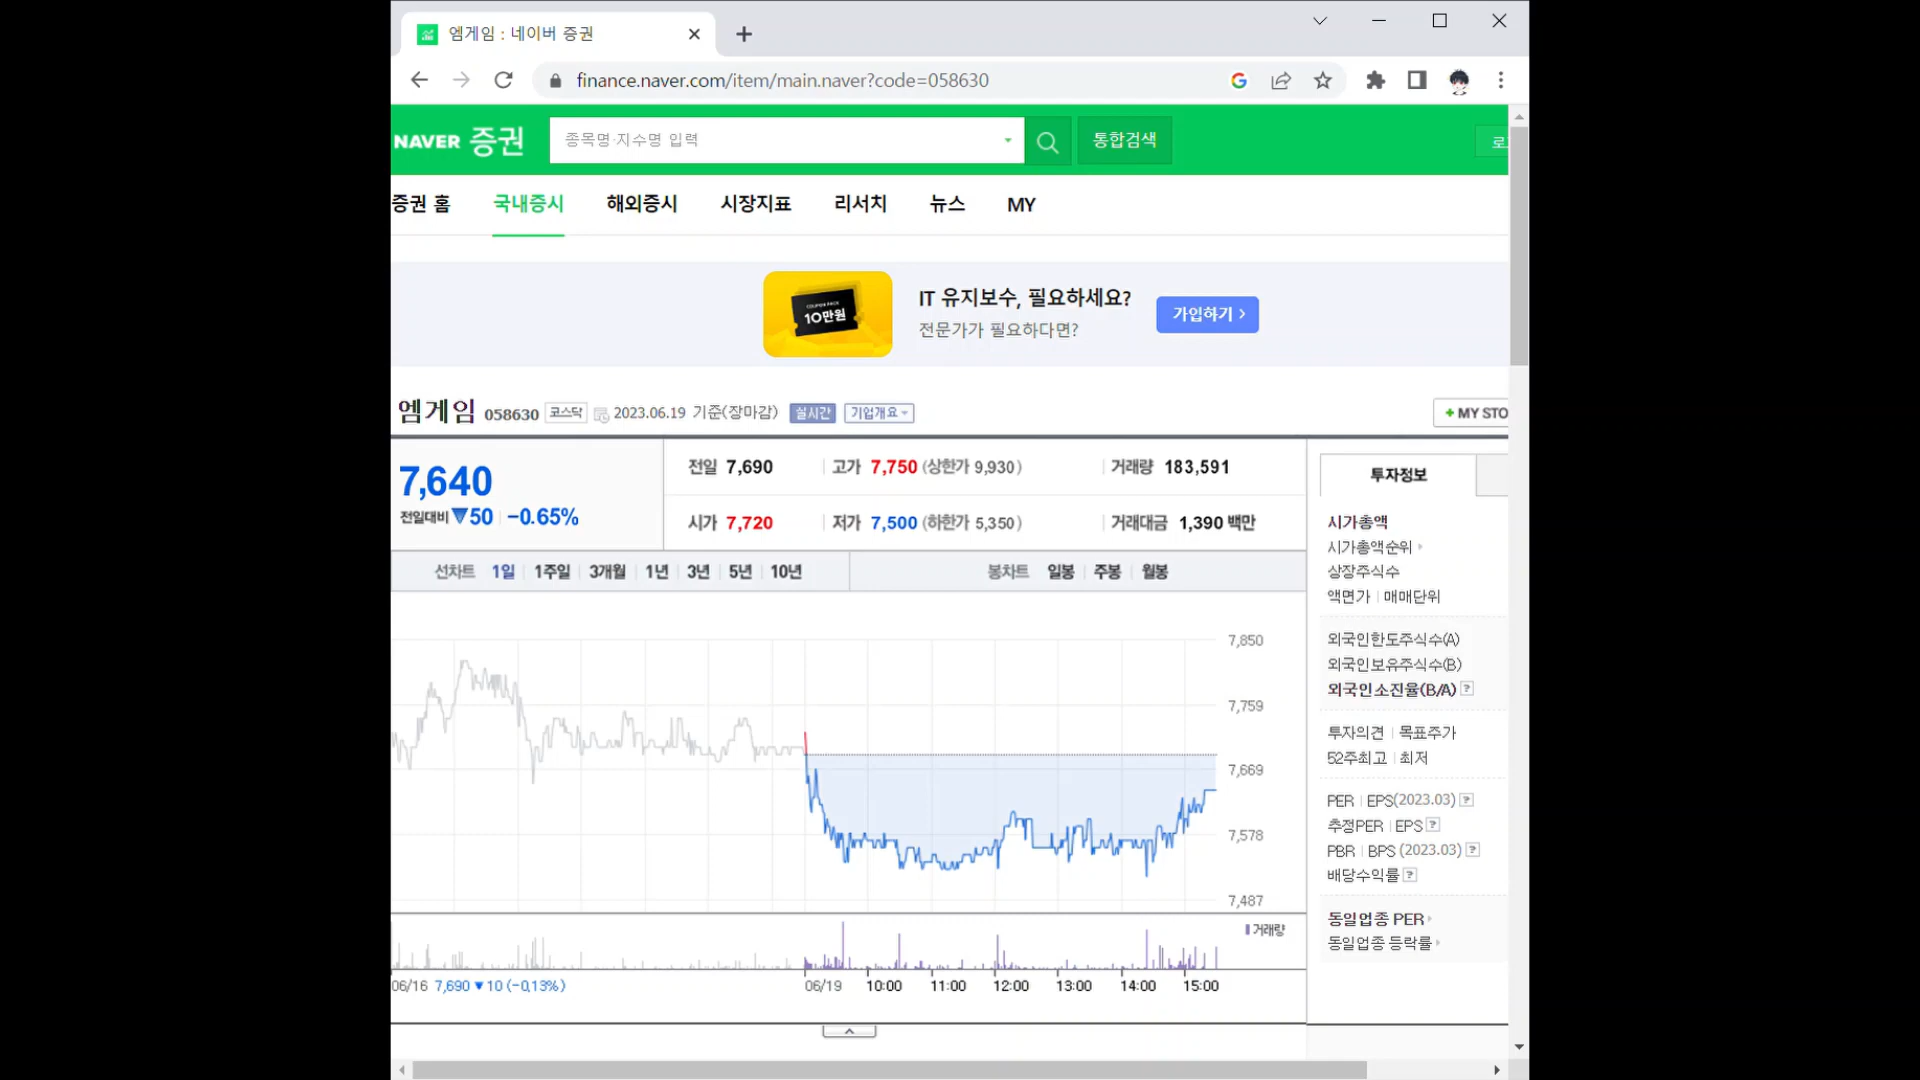 엠게임 : 네이버 증권
finance.naver.com/item/main.naver?code=058630
NAVER 증권
종목명·지수명 입력
통합검색
증권 홈 국내증시 해외증시 시장지표 리서치 뉴스 MY
COUPON PACK
10만원
IT 유지보수, 필요하세요?
전문가가 필요하다면?
가입하기 ›
엠게임 058630 코스닥 2023.06.19 기준(장마감) 실시간 기업개요
+ MY STO
7,640
전일대비 ▼50 -0.65%
전일 7,690 고가 7,750 (상한가 9,930) 거래량 183,591
시가 7,720 저가 7,500 (하한가 5,350) 거래대금 1,390 백만
선차트 1일 1주일 3개월 1년 3년 5년 10년 봉차트 일봉 주봉 월봉
7,850
7,759
7,669
7,578
7,487
거래량
06/16 7,690 ▼10 (-0.13%) 06/19 10:00 11:00 12:00 13:00 14:00 15:00
투자정보
시가총액
시가총액순위
상장주식수
액면가 | 매매단위
외국인한도주식수(A)
외국인보유주식수(B)
외국인소진율(B/A) ?
투자의견 | 목표주가
52주최고 | 최저
PER | EPS(2023.03) ?
추정PER | EPS ?
PBR | BPS (2023.03) ?
배당수익률 ?
동일업종 PER
동일업종 등락률